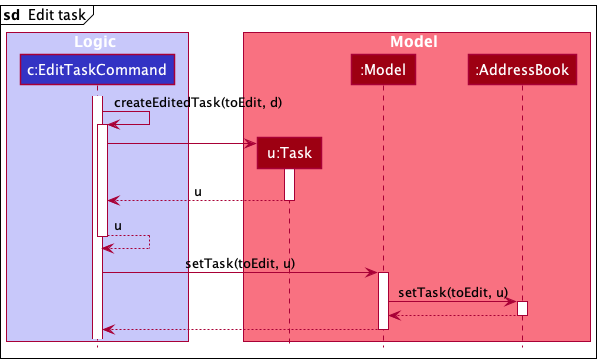 sd Edit task
Logic
Model
c:EditTaskCommand
:Model
:AddressBook
createEditedTask(toEdit, d)
u:Task
u
u
setTask(toEdit, u)
setTask(toEdit, u)